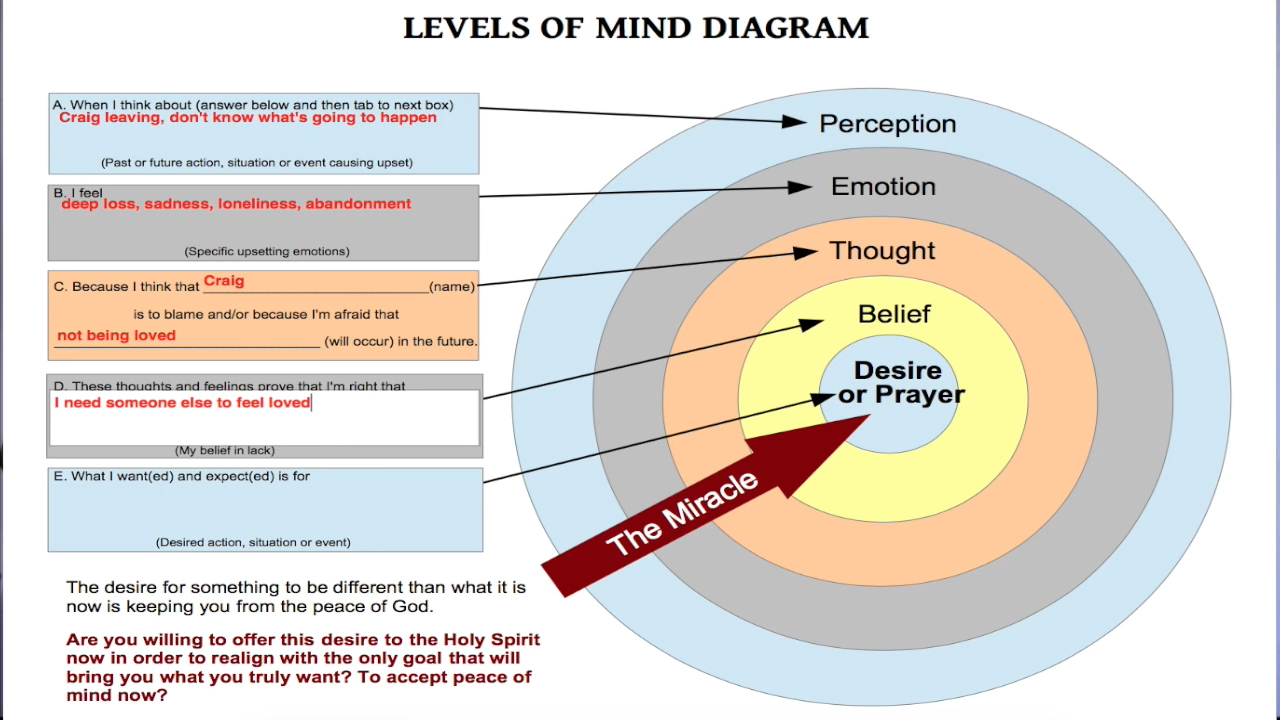 LEVELS OF MIND DIAGRAM
A. When I think about (answer below and then tab to next box)
Craig leaving, don't know what's going to happen
(Past or future action, situation or event causing upset)
B. I feel
deep loss, sadness, loneliness, abandonment
(Specific upsetting emotions)
C. Because I think that Craig (name)
is to blame and/or because I'm afraid that
not being loved (will occur) in the future.
D. These thoughts and feelings prove that I'm right that
I need someone else to feel loved
(My belief in lack)
E. What I want(ed) and expect(ed) is for
(Desired action, situation or event)
The desire for something to be different than what it is
now is keeping you from the peace of God.
Are you willing to offer this desire to the Holy Spirit
now in order to realign with the only goal that will
bring you what you truly want? To accept peace of
mind now?
Perception
Emotion
Thought
Belief
Desire
or Prayer
The Miracle